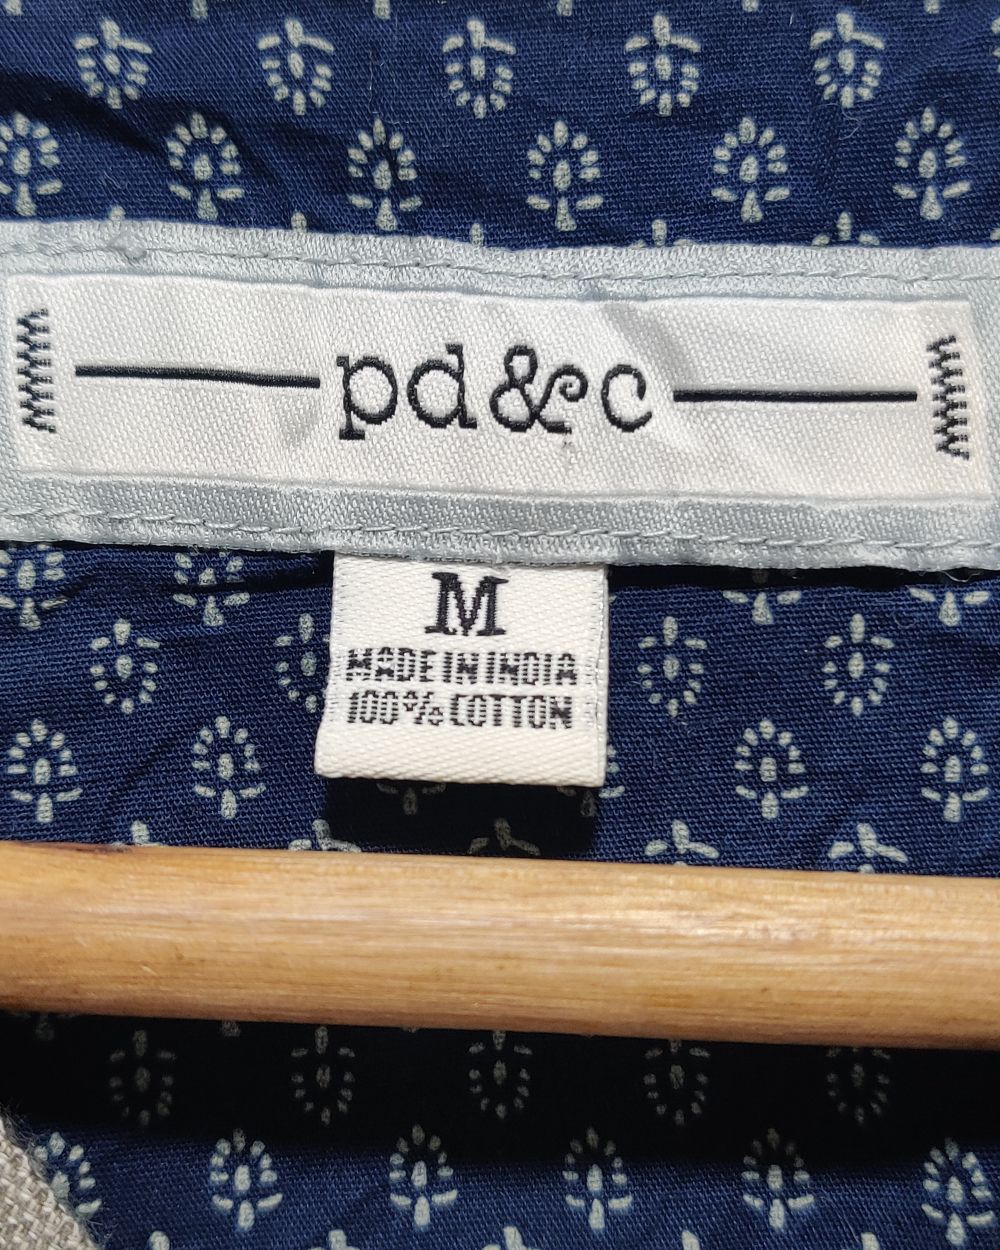 pd&c
M
MADE IN INDIA
100% COTTON